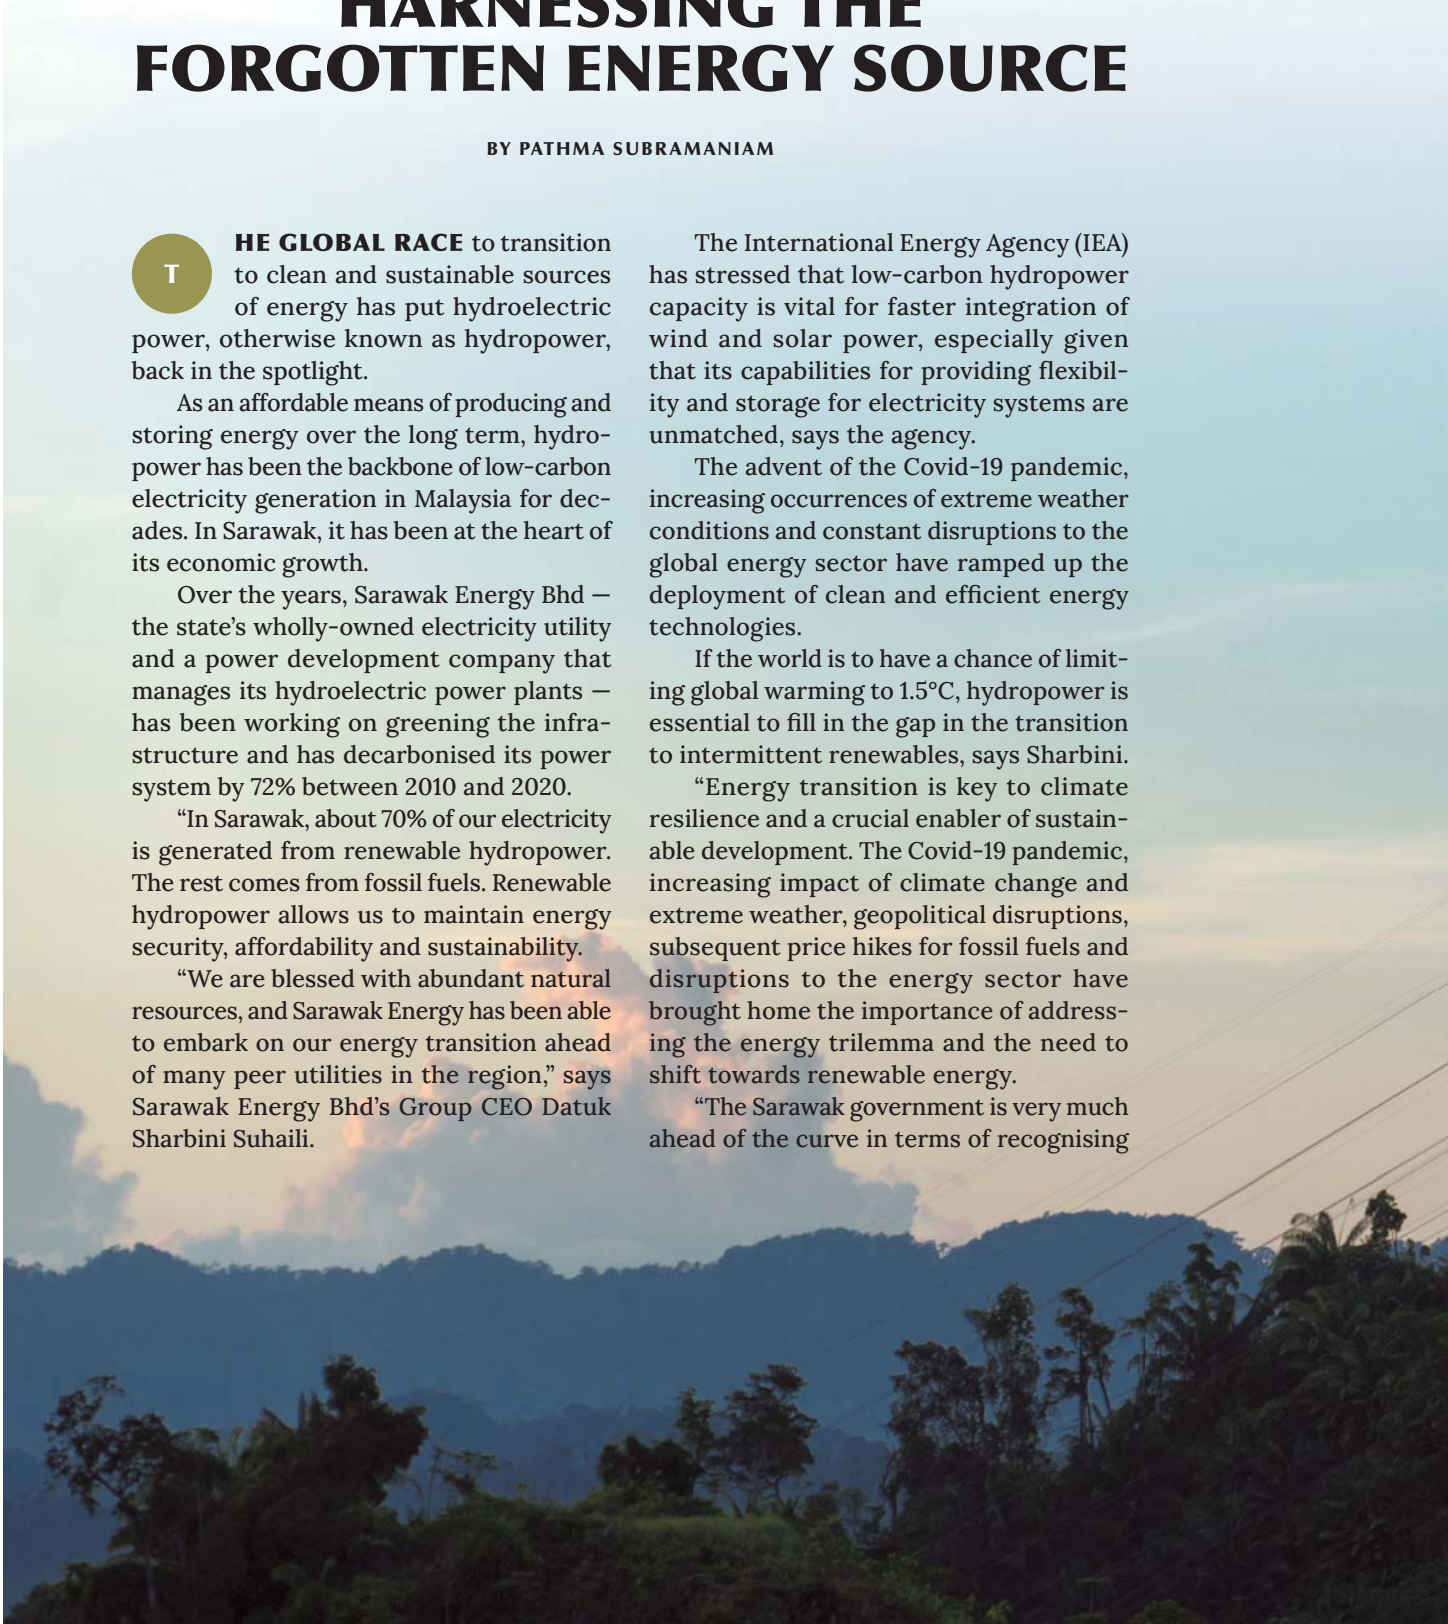 HARNESSING THE
FORGOTTEN ENERGY SOURCE
BY PATHMA SUBRAMANIAM
THE GLOBAL RACE to transition
to clean and sustainable sources
of energy has put hydroelectric
power, otherwise known as hydropower,
back in the spotlight.
As an affordable means of producing and
storing energy over the long term, hydro-
power has been the backbone of low-carbon
electricity generation in Malaysia for dec-
ades. In Sarawak, it has been at the heart of
its economic growth.
Over the years, Sarawak Energy Bhd —
the state’s wholly-owned electricity utility
and a power development company that
manages its hydroelectric power plants —
has been working on greening the infra-
structure and has decarbonised its power
system by 72% between 2010 and 2020.
“In Sarawak, about 70% of our electricity
is generated from renewable hydropower.
The rest comes from fossil fuels. Renewable
hydropower allows us to maintain energy
security, affordability and sustainability.
“We are blessed with abundant natural
resources, and Sarawak Energy has been able
to embark on our energy transition ahead
of many peer utilities in the region,” says
Sarawak Energy Bhd’s Group CEO Datuk
Sharbini Suhaili.
The International Energy Agency (IEA)
has stressed that low-carbon hydropower
capacity is vital for faster integration of
wind and solar power, especially given
that its capabilities for providing flexibil-
ity and storage for electricity systems are
unmatched, says the agency.
The advent of the Covid-19 pandemic,
increasing occurrences of extreme weather
conditions and constant disruptions to the
global energy sector have ramped up the
deployment of clean and efficient energy
technologies.
If the world is to have a chance of limit-
ing global warming to 1.5°C, hydropower is
essential to fill in the gap in the transition
to intermittent renewables, says Sharbini.
“Energy transition is key to climate
resilience and a crucial enabler of sustain-
able development. The Covid-19 pandemic,
increasing impact of climate change and
extreme weather, geopolitical disruptions,
subsequent price hikes for fossil fuels and
disruptions to the energy sector have
brought home the importance of address-
ing the energy trilemma and the need to
shift towards renewable energy.
“The Sarawak government is very much
ahead of the curve in terms of recognising